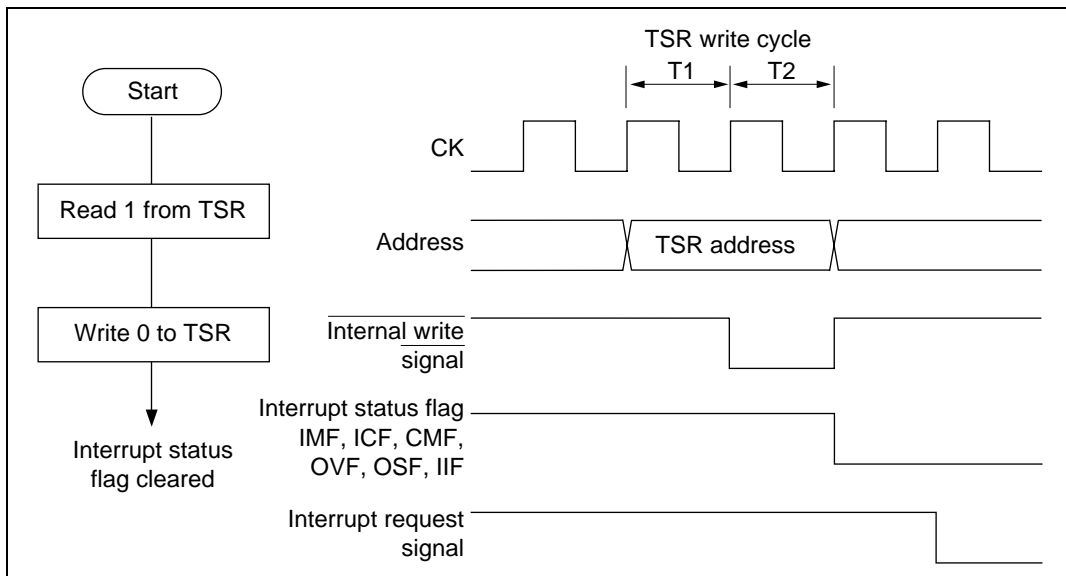 Start
Read 1 from TSR
Write 0 to TSR
Interrupt status
flag cleared
TSR write cycle
T1
T2
CK
Address
TSR address
Internal write
signal
Interrupt status flag
IMF, ICF, CMF,
OVF, OSF, IIF
Interrupt request
signal